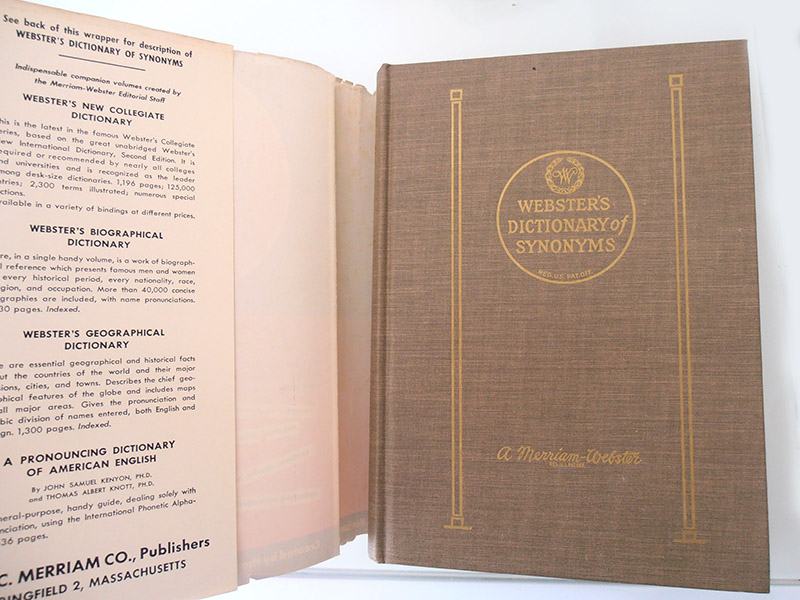 See back of this wrapper for description of
WEBSTER'S DICTIONARY OF SYNONYMS
Indispensable companion volumes created by
the Merriam-Webster Editorial Staff
WEBSTER'S NEW COLLEGIATE
DICTIONARY
his is the latest in the famous Webster's Collegiate
eries, based on the great unabridged Webster's
ew International Dictionary, Second Edition. It is
equired or recommended by nearly all colleges
nd universities and is recognized as the leader
mong desk-size dictionaries. 1,196 pages; 125,000
ntries; 2,300 terms illustrated; numerous special
ctions.
vailable in a variety of bindings at different prices.
WEBSTER'S BIOGRAPHICAL
DICTIONARY
re, in a single handy volume, is a work of biograph-
l reference which presents famous men and women
every historical period, every nationality, race,
igion, and occupation. More than 40,000 concise
graphies are included, with name pronunciations.
30 pages. Indexed.
WEBSTER'S GEOGRAPHICAL
DICTIONARY
e are essential geographical and historical facts
ut the countries of the world and their major
sions, cities, and towns. Describes the chief geo-
phical features of the globe and includes maps
all major areas. Gives the pronunciation and
bic division of names entered, both English and
ign. 1,300 pages. Indexed.
A PRONOUNCING DICTIONARY
OF AMERICAN ENGLISH
By JOHN SAMUEL KENYON, PH.D.
and THOMAS ALBERT KNOTT, PH.D.
neral-purpose, handy guide, dealing solely with
nciation, using the International Phonetic Alpha-
36 pages.
C. MERRIAM CO., Publishers
RINGFIELD 2, MASSACHUSETTS
W
WEBSTER'S
DICTIONARY of
SYNONYMS
REG. U.S. PAT. OFF.
A Merriam-Webster
REG. U.S. PAT. OFF.